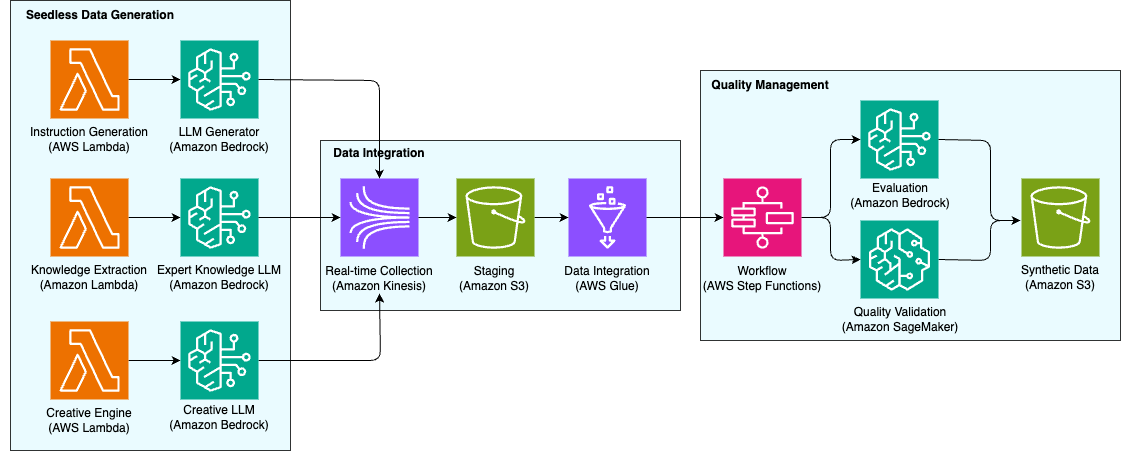 Seedless Data Generation
Instruction Generation
(AWS Lambda)
LLM Generator
(Amazon Bedrock)
Knowledge Extraction
(Amazon Lambda)
Expert Knowledge LLM
(Amazon Bedrock)
Creative Engine
(AWS Lambda)
Creative LLM
(Amazon Bedrock)
Data Integration
Real-time Collection
(Amazon Kinesis)
Staging
(Amazon S3)
Data Integration
(AWS Glue)
Quality Management
Workflow
(AWS Step Functions)
Evaluation
(Amazon Bedrock)
Quality Validation
(Amazon SageMaker)
Synthetic Data
(Amazon S3)